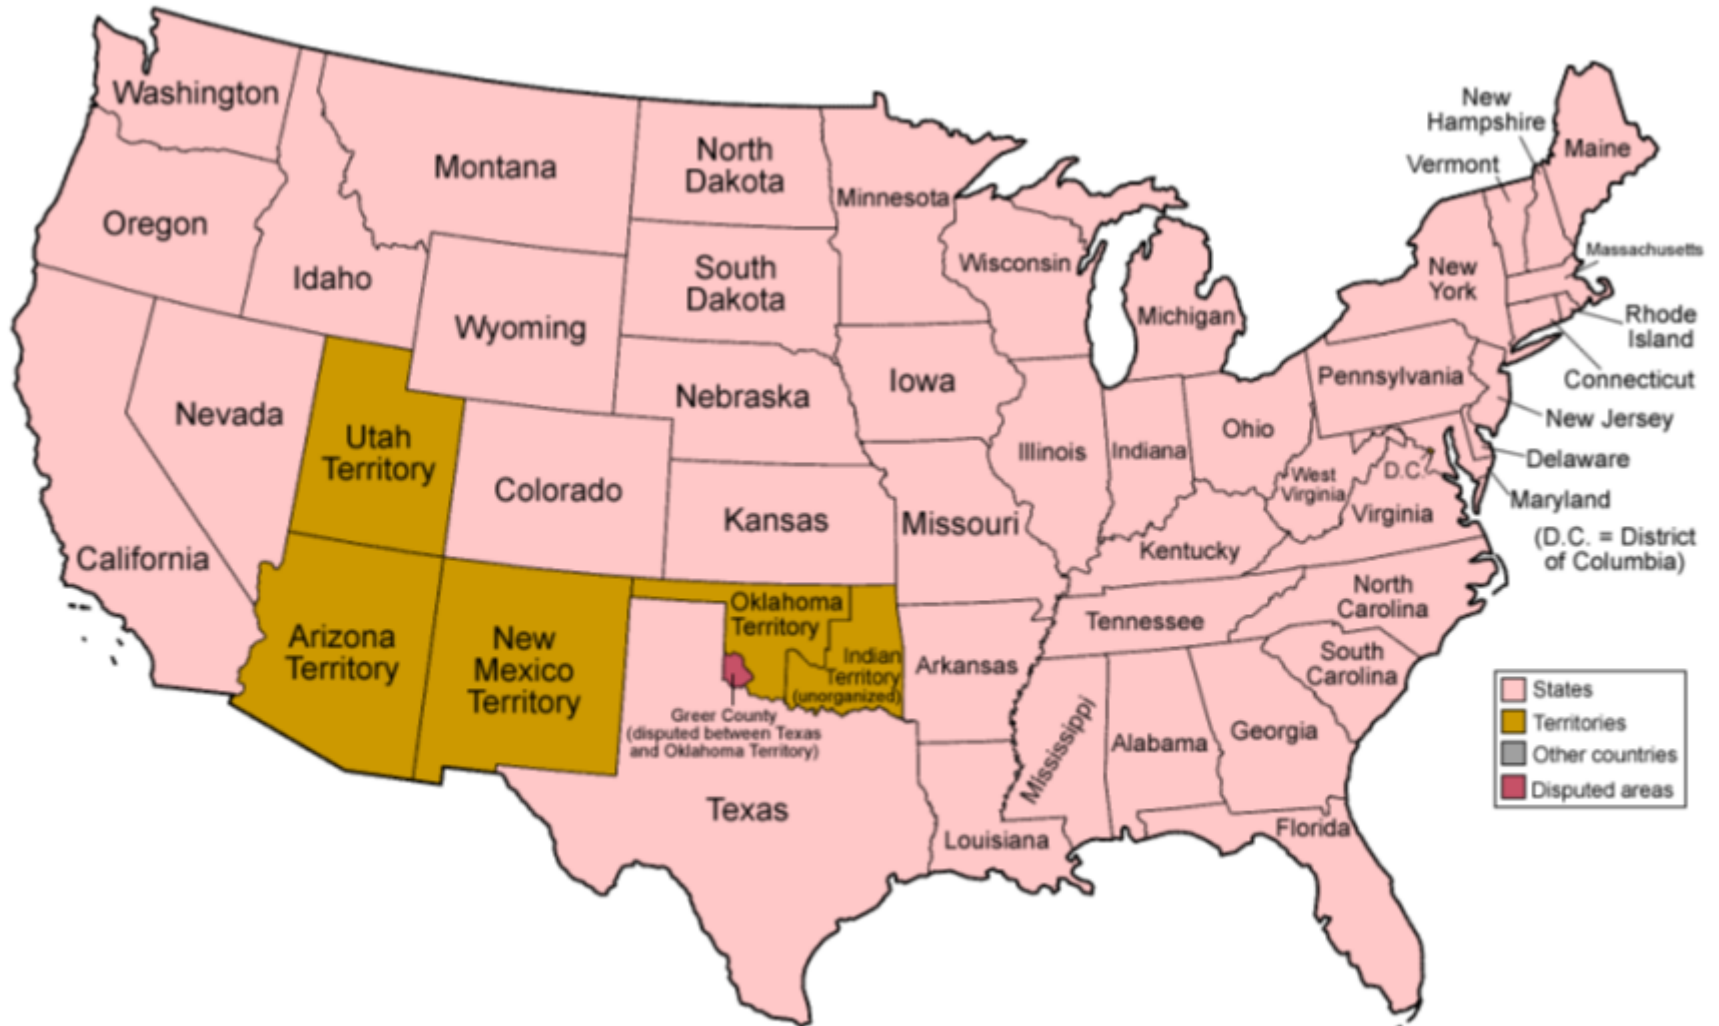 Washington
Oregon
Idaho
Montana
North
Dakota
Minnesota
South
Dakota
Wyoming
Wisconsin
Michigan
New
Hampshire
Vermont
Maine
Massachusetts
New
York
Rhode
Island
Connecticut
New Jersey
Delaware
Maryland
(D.C. = District
of Columbia)
Pennsylvania
Nevada
Utah
Territory
Colorado
Nebraska
Iowa
Illinois
Indiana
Ohio
West
Virginia
D.C.
Virginia
California
Kansas
Missouri
Kentucky
Arizona
Territory
New
Mexico
Territory
Oklahoma
Territory
Indian
Territory
(unorganized)
Greer County
(disputed between Texas
and Oklahoma Territory)
Texas
Arkansas
Tennessee
North
Carolina
South
Carolina
Mississippi
Alabama
Georgia
Louisiana
Florida
States
Territories
Other countries
Disputed areas